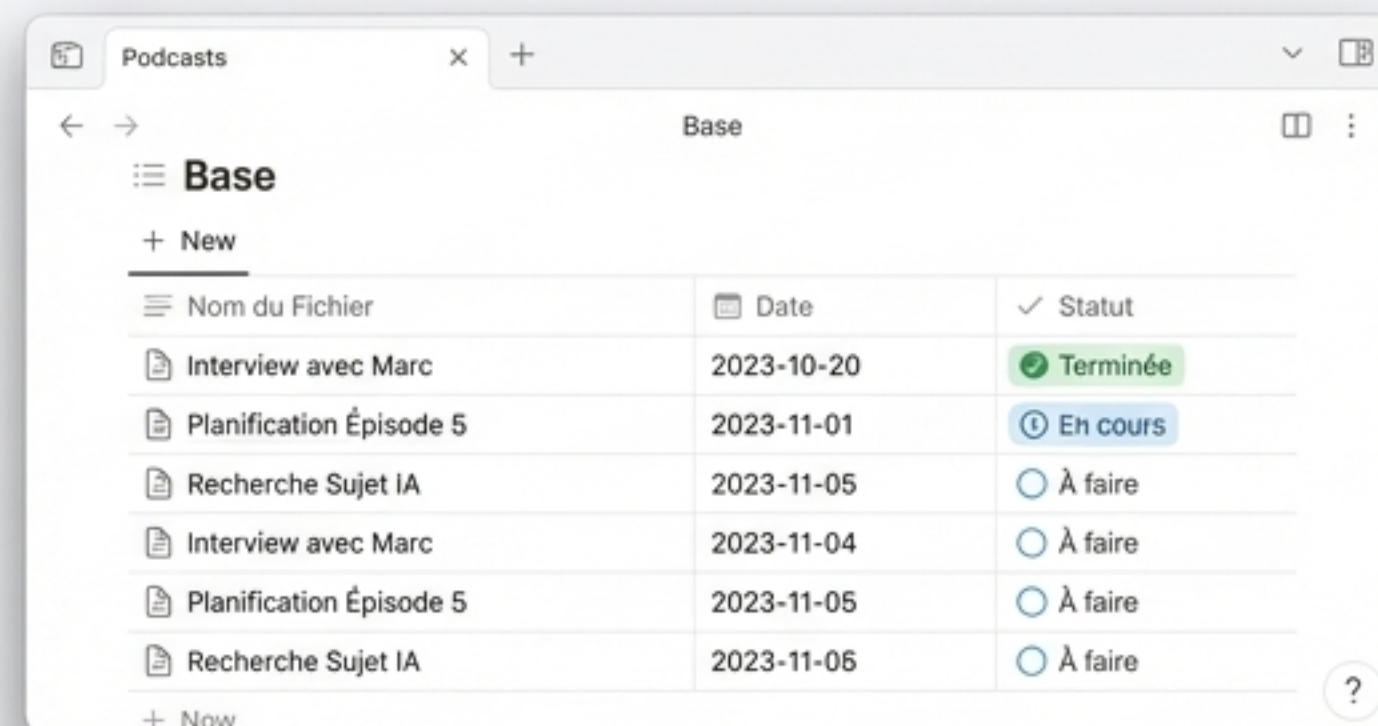 Podcasts
Base
Base
+ New
Nom du Fichier Date Statut
Interview avec Marc 2023-10-20 Terminée
Planification Épisode 5 2023-11-01 En cours
Recherche Sujet IA 2023-11-05 À faire
Interview avec Marc 2023-11-04 À faire
Planification Épisode 5 2023-11-05 À faire
Recherche Sujet IA 2023-11-06 À faire
+ Now
?